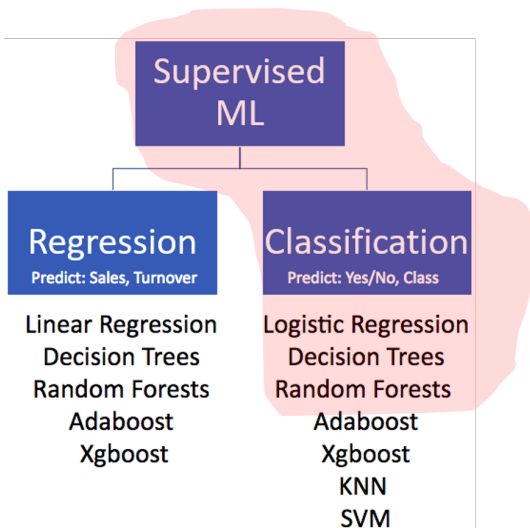 Supervised
ML
Regression
Predict: Sales, Turnover
Linear Regression
Decision Trees
Random Forests
Adaboost
Xgboost
Classification
Predict: Yes/No, Class
Logistic Regression
Decision Trees
Random Forests
Adaboost
Xgboost
KNN
SVM